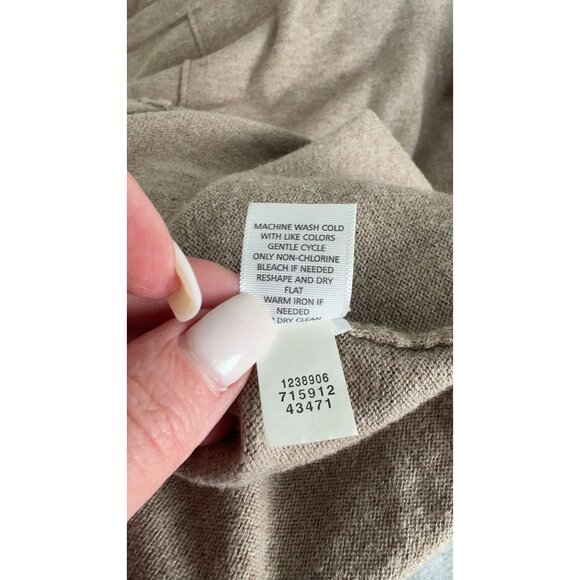 MACHINE WASH COLD
WITH LIKE COLORS
GENTLE CYCLE
ONLY NON-CHLORINE
BLEACH IF NEEDED
RESHAPE AND DRY
FLAT
WARM IRON IF
NEEDED
DRY CLEAN
1238906
715912
43471